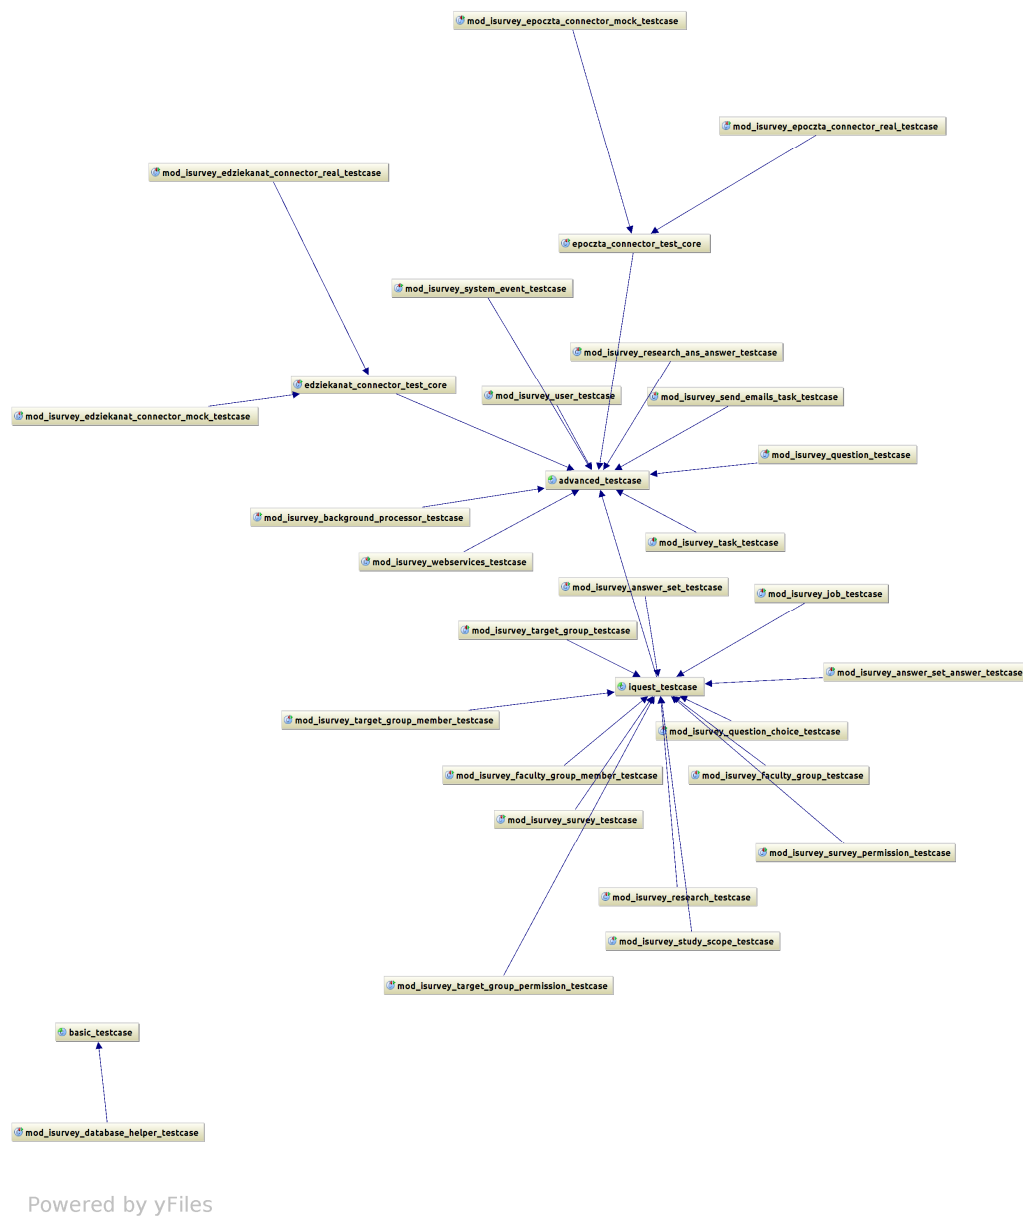 mod_isurvey_epoczta_connector_mock_testcase
mod_isurvey_epoczta_connector_real_testcase
mod_isurvey_edziekanat_connector_real_testcase
epoczta_connector_test_core
mod_isurvey_system_event_testcase
mod_isurvey_research_ans_answer_testcase
edziekanat_connector_test_core
mod_isurvey_user_testcase
mod_isurvey_send_emails_task_testcase
mod_isurvey_edziekanat_connector_mock_testcase
mod_isurvey_question_testcase
advanced_testcase
mod_isurvey_background_processor_testcase
mod_isurvey_task_testcase
mod_isurvey_webservices_testcase
mod_isurvey_answer_set_testcase
mod_isurvey_job_testcase
mod_isurvey_target_group_testcase
mod_isurvey_answer_set_answer_testcase
iquest_testcase
mod_isurvey_target_group_member_testcase
mod_isurvey_question_choice_testcase
mod_isurvey_faculty_group_member_testcase
mod_isurvey_faculty_group_testcase
mod_isurvey_survey_testcase
mod_isurvey_survey_permission_testcase
mod_isurvey_research_testcase
mod_isurvey_study_scope_testcase
mod_isurvey_target_group_permission_testcase
basic_testcase
mod_isurvey_database_helper_testcase
Powered by yFiles